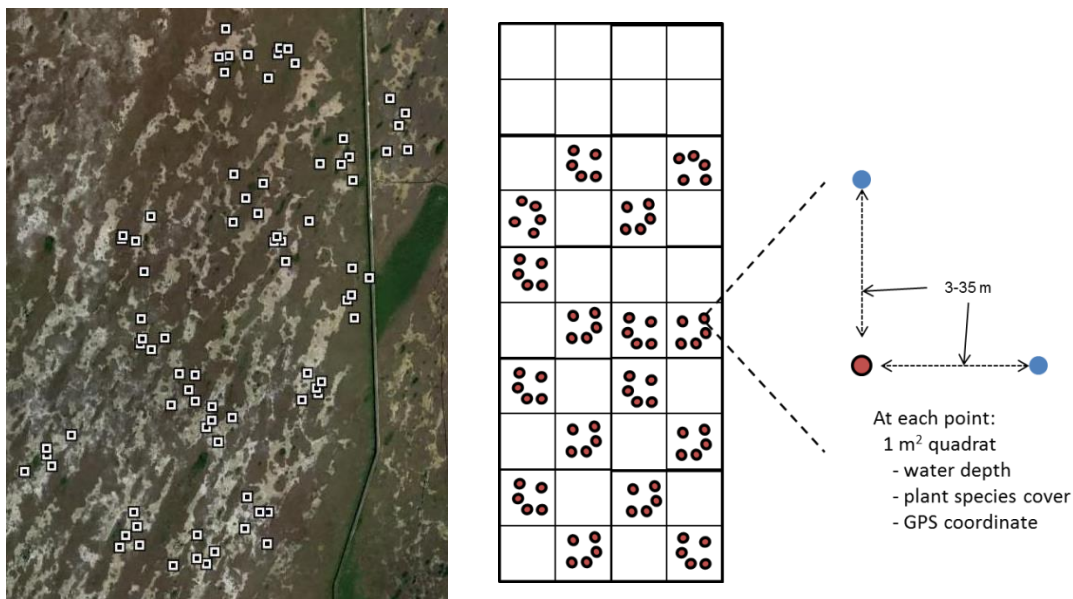 3-35 m
At each point:
1 m² quadrat
- water depth
- plant species cover
- GPS coordinate